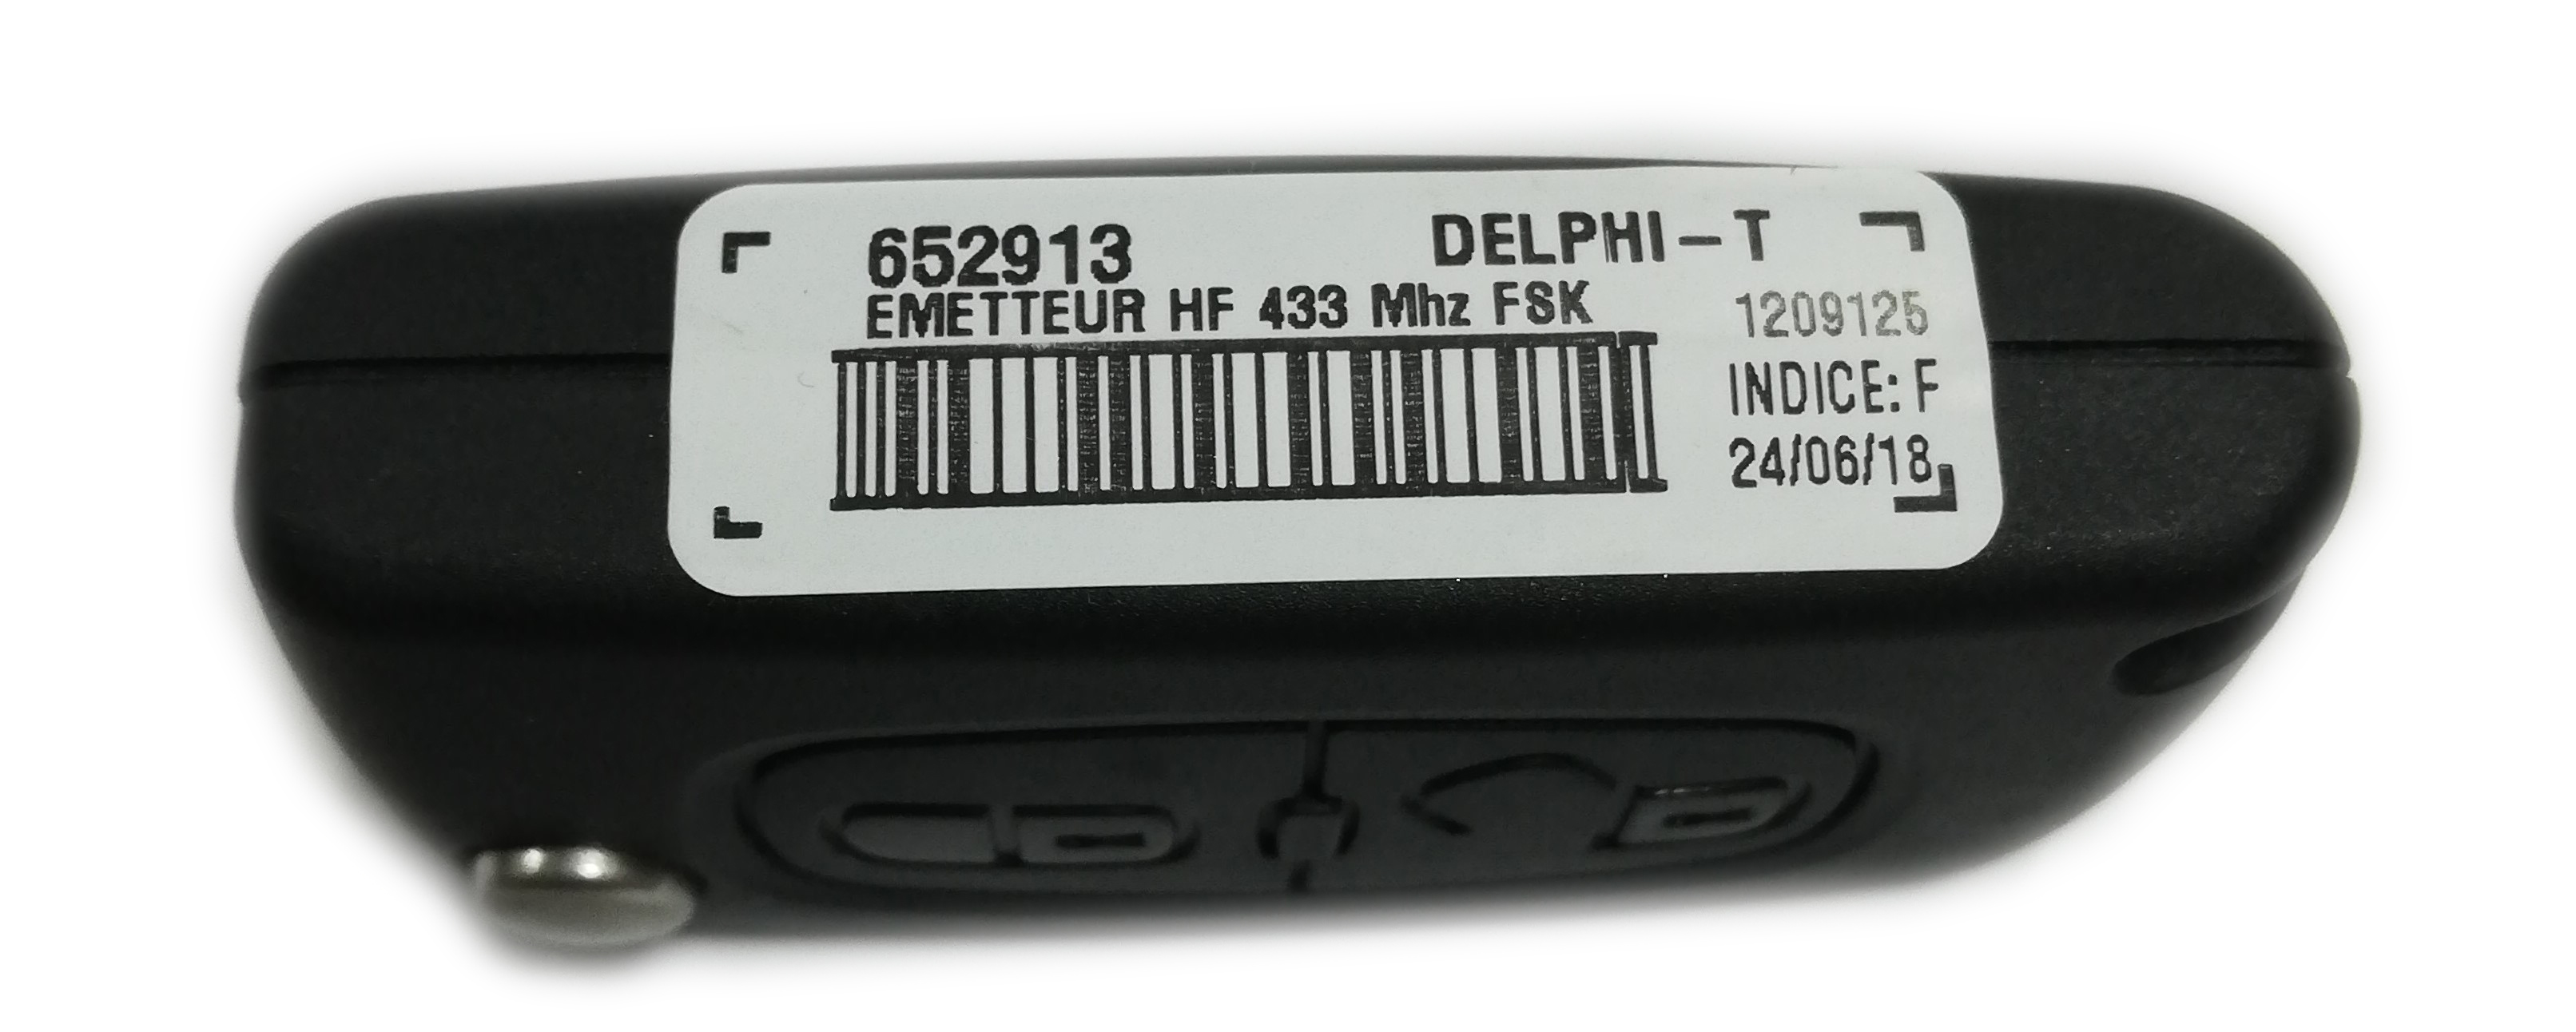 652913 DELPHI-T
EMETTEUR HF 433 Mhz FSK
1209125
INDICE: F
24/06/18